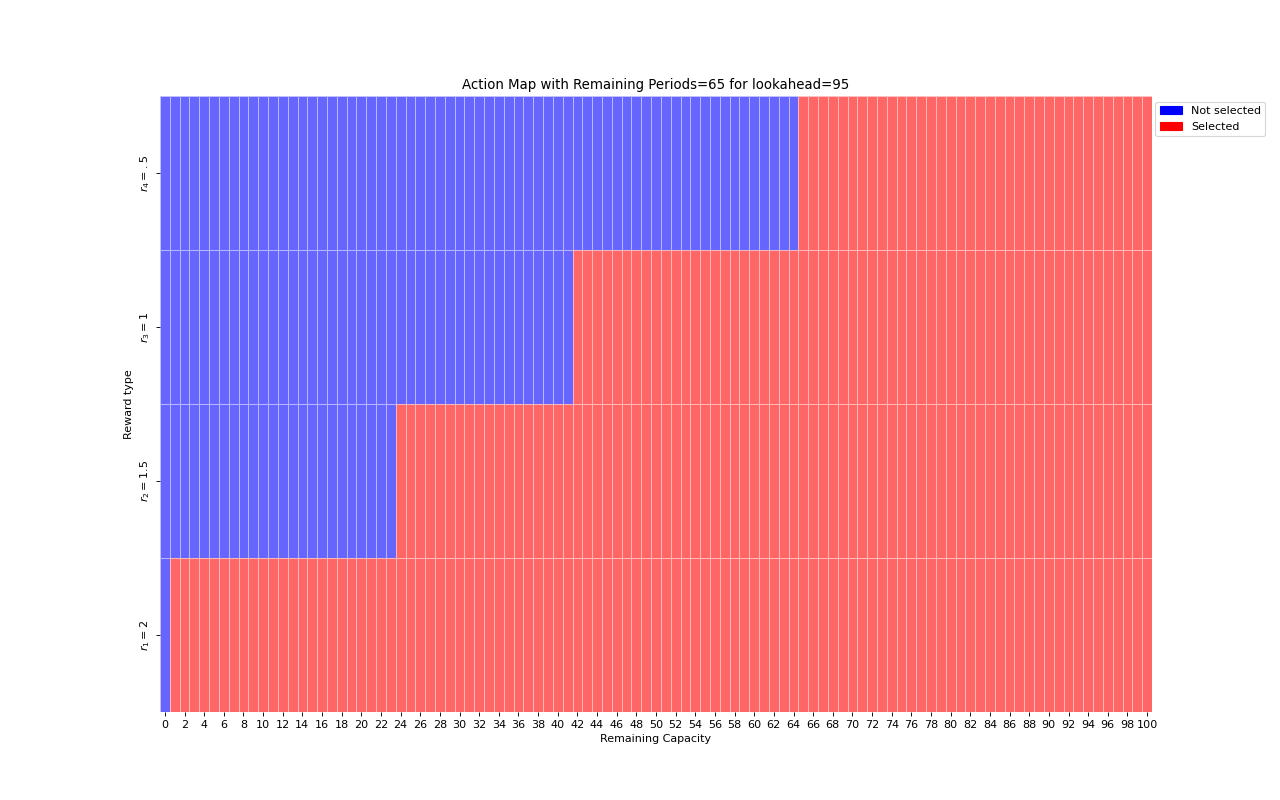 Action Map with Remaining Periods=65 for lookahead=95
Not selected
Selected
r₄ = .5
r₃ = 1
r₂ = 1.5
r₁ = 2
Reward type
0 2 4 6 8 10 12 14 16 18 20 22 24 26 28 30 32 34 36 38 40 42 44 46 48 50 52 54 56 58 60 62 64 66 68 70 72 74 76 78 80 82 84 86 88 90 92 94 96 98 100
Remaining Capacity